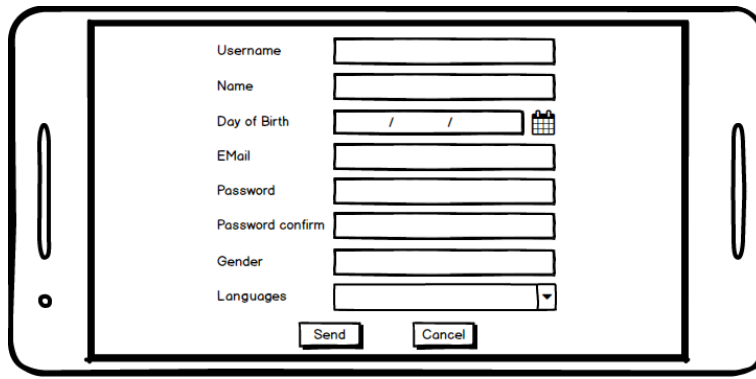 Username
Name
Day of Birth / /
EMail
Password
Password confirm
Gender
Languages
Send Cancel